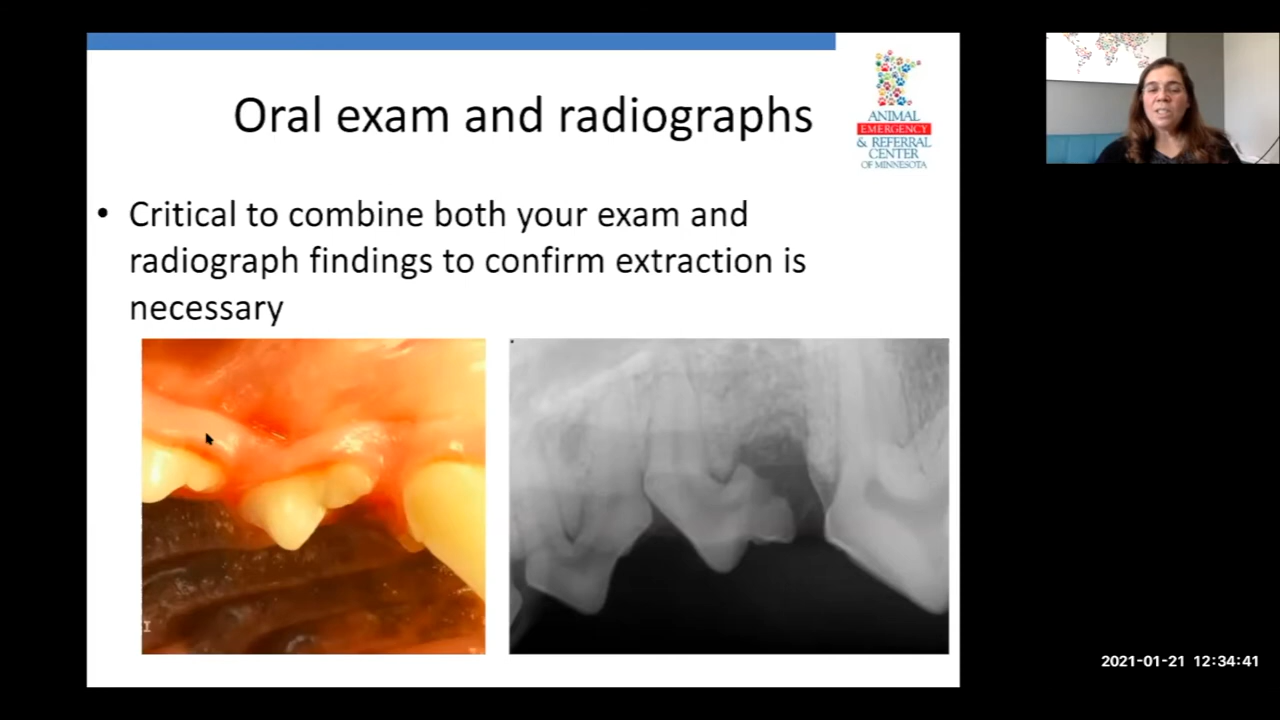 Oral exam and radiographs
ANIMAL
EMERGENCY
& REFERRAL
CENTER
OF MINNESOTA
• Critical to combine both your exam and
radiograph findings to confirm extraction is
necessary
2021-01-21 12:34:41